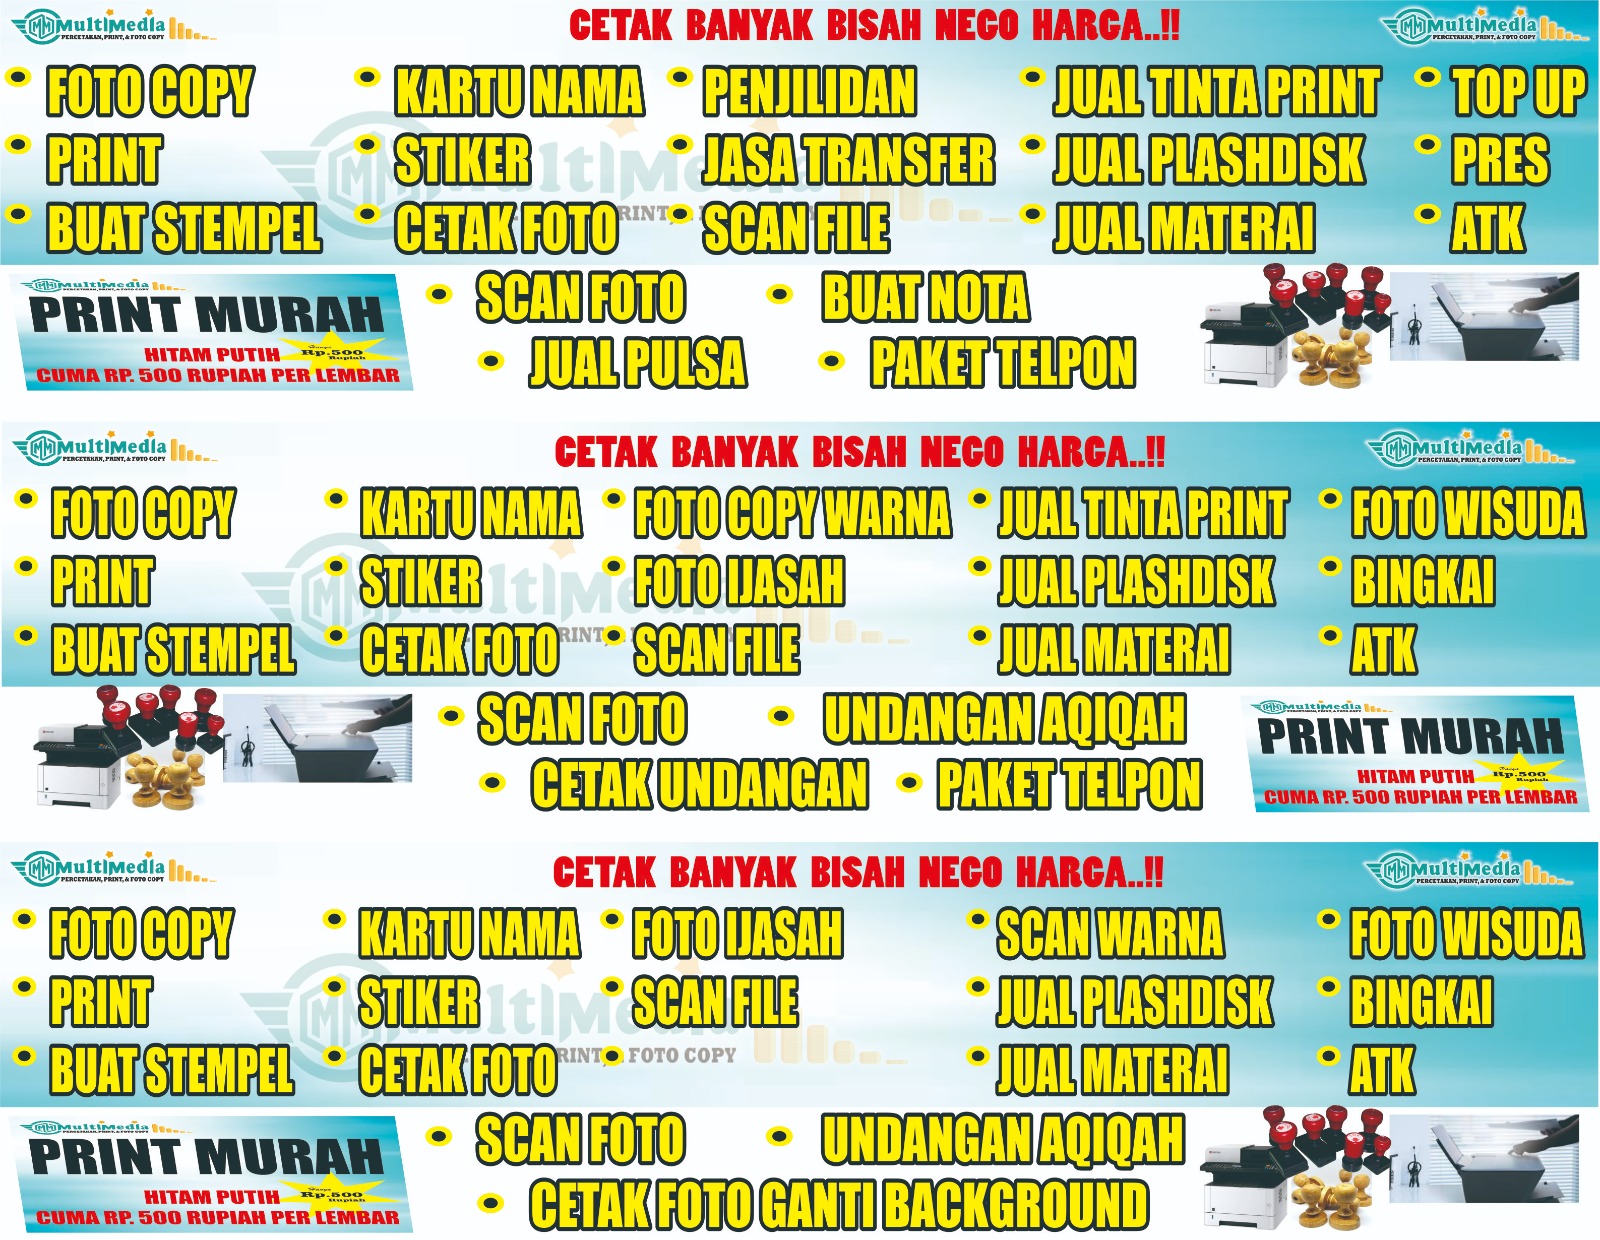 MultiMedia
PERCETAKAN, PRINT, & FOTO COPY
CETAK BANYAK BISAH NEGO HARGA..!!
MultiMedia
PERCETAKAN, PRINT, & FOTO COPY
FOTO COPY
KARTU NAMA
PENJILIDAN
JUAL TINTA PRINT
TOP UP
PRINT
STIKER
JASA TRANSFER
JUAL PLASHDISK
PRES
BUAT STEMPEL
CETAK FOTO
SCAN FILE
JUAL MATERAI
ATK
MultiMedia
PRINT MURAH
HITAM PUTIH
Rp.500
Rupiah
CUMA RP. 500 RUPIAH PER LEMBAR
SCAN FOTO
BUAT NOTA
JUAL PULSA
PAKET TELPON
MultiMedia
PERCETAKAN, PRINT, & FOTO COPY
CETAK BANYAK BISAH NEGO HARGA..!!
MultiMedia
PERCETAKAN, PRINT, & FOTO COPY
FOTO COPY
KARTU NAMA
FOTO COPY WARNA
JUAL TINTA PRINT
FOTO WISUDA
PRINT
STIKER
FOTO IJASAH
JUAL PLASHDISK
BINGKAI
BUAT STEMPEL
CETAK FOTO
SCAN FILE
JUAL MATERAI
ATK
SCAN FOTO
UNDANGAN AQIQAH
CETAK UNDANGAN
PAKET TELPON
MultiMedia
PRINT MURAH
HITAM PUTIH
Rp.500
Rupiah
CUMA RP. 500 RUPIAH PER LEMBAR
MultiMedia
PERCETAKAN, PRINT, & FOTO COPY
CETAK BANYAK BISAH NEGO HARGA..!!
MultiMedia
PERCETAKAN, PRINT, & FOTO COPY
FOTO COPY
KARTU NAMA
FOTO IJASAH
SCAN WARNA
FOTO WISUDA
PRINT
STIKER
SCAN FILE
JUAL PLASHDISK
BINGKAI
BUAT STEMPEL
CETAK FOTO
JUAL MATERAI
ATK
MultiMedia
PRINT MURAH
HITAM PUTIH
Rp.500
Rupiah
CUMA RP. 500 RUPIAH PER LEMBAR
SCAN FOTO
UNDANGAN AQIQAH
CETAK FOTO GANTI BACKGROUND